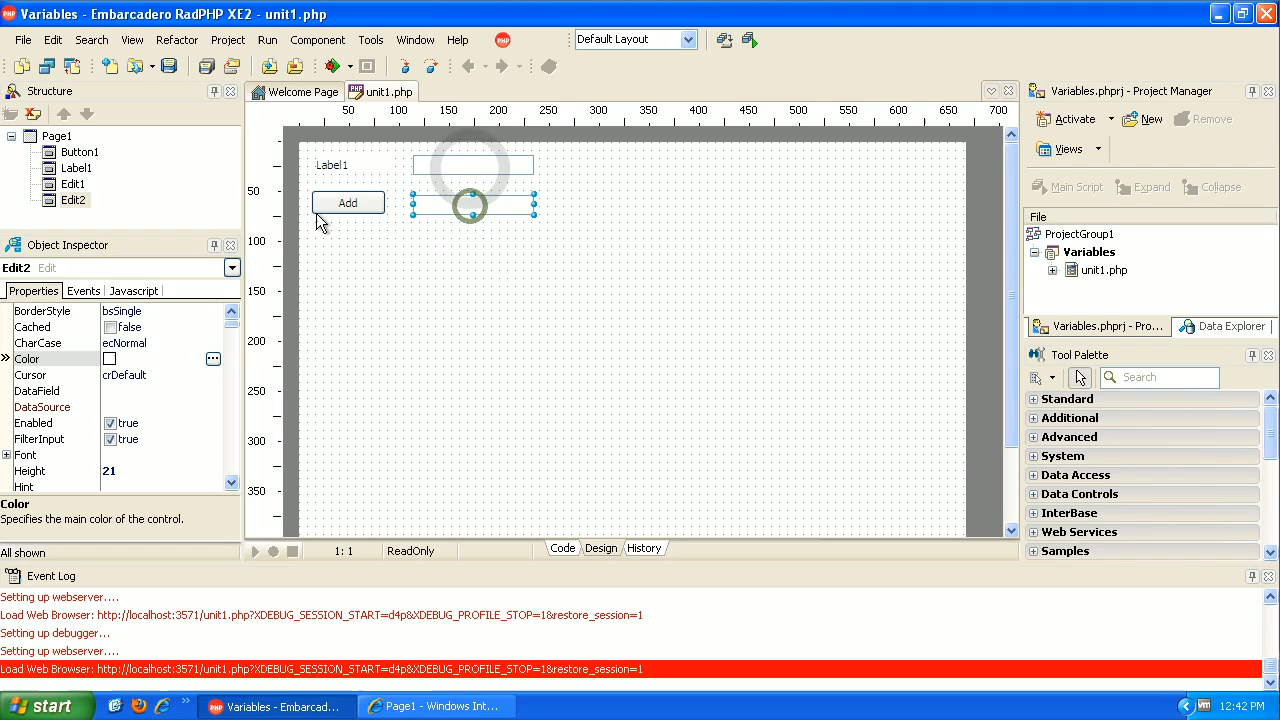 Variables - Embarcadero RadPHP XE2 - unit1.php
File Edit Search View Refactor Project Run Component Tools Window Help Default Layout
Structure
Page1
Button1
Label1
Edit1
Edit2
Object Inspector
Edit2 Edit
Properties Events Javascript
BorderStyle bsSingle
Cached false
CharCase ecNormal
Color
Cursor crDefault
DataField
DataSource
Enabled true
FilterInput true
Font
Height 21
Hint
Color
Specifies the main color of the control.
All shown
Welcome Page unit1.php
50 100 150 200 250 300 350 400 450 500 550 600 650 700
50
100
150
200
250
300
350
Label1
Add
1: 1 ReadOnly Code Design History
Variables.phprj - Project Manager
Activate New Remove
Views
Main Script Expand Collapse
File
ProjectGroup1
Variables
unit1.php
Variables.phprj - Pro... Data Explorer
Tool Palette
Search
Standard
Additional
Advanced
System
Data Access
Data Controls
InterBase
Web Services
Samples
Event Log
Setting up webserver....
Load Web Browser: http://localhost:3571/unit1.php?XDEBUG_SESSION_START=d4p&XDEBUG_PROFILE_STOP=1&restore_session=1
Setting up debugger...
Setting up webserver....
Load Web Browser: http://localhost:3571/unit1.php?XDEBUG_SESSION_START=d4p&XDEBUG_PROFILE_STOP=1&restore_session=1
start Variables - Embarcad... Page1 - Windows Int... 12:42 PM